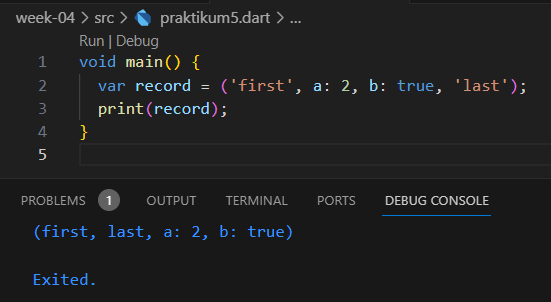 week-04 > src > praktikum5.dart > ...
Run | Debug
1 void main() {
2   var record = ('first', a: 2, b: true, 'last');
3   print(record);
4 }
5
PROBLEMS 1 OUTPUT TERMINAL PORTS DEBUG CONSOLE
(first, last, a: 2, b: true)
Exited.